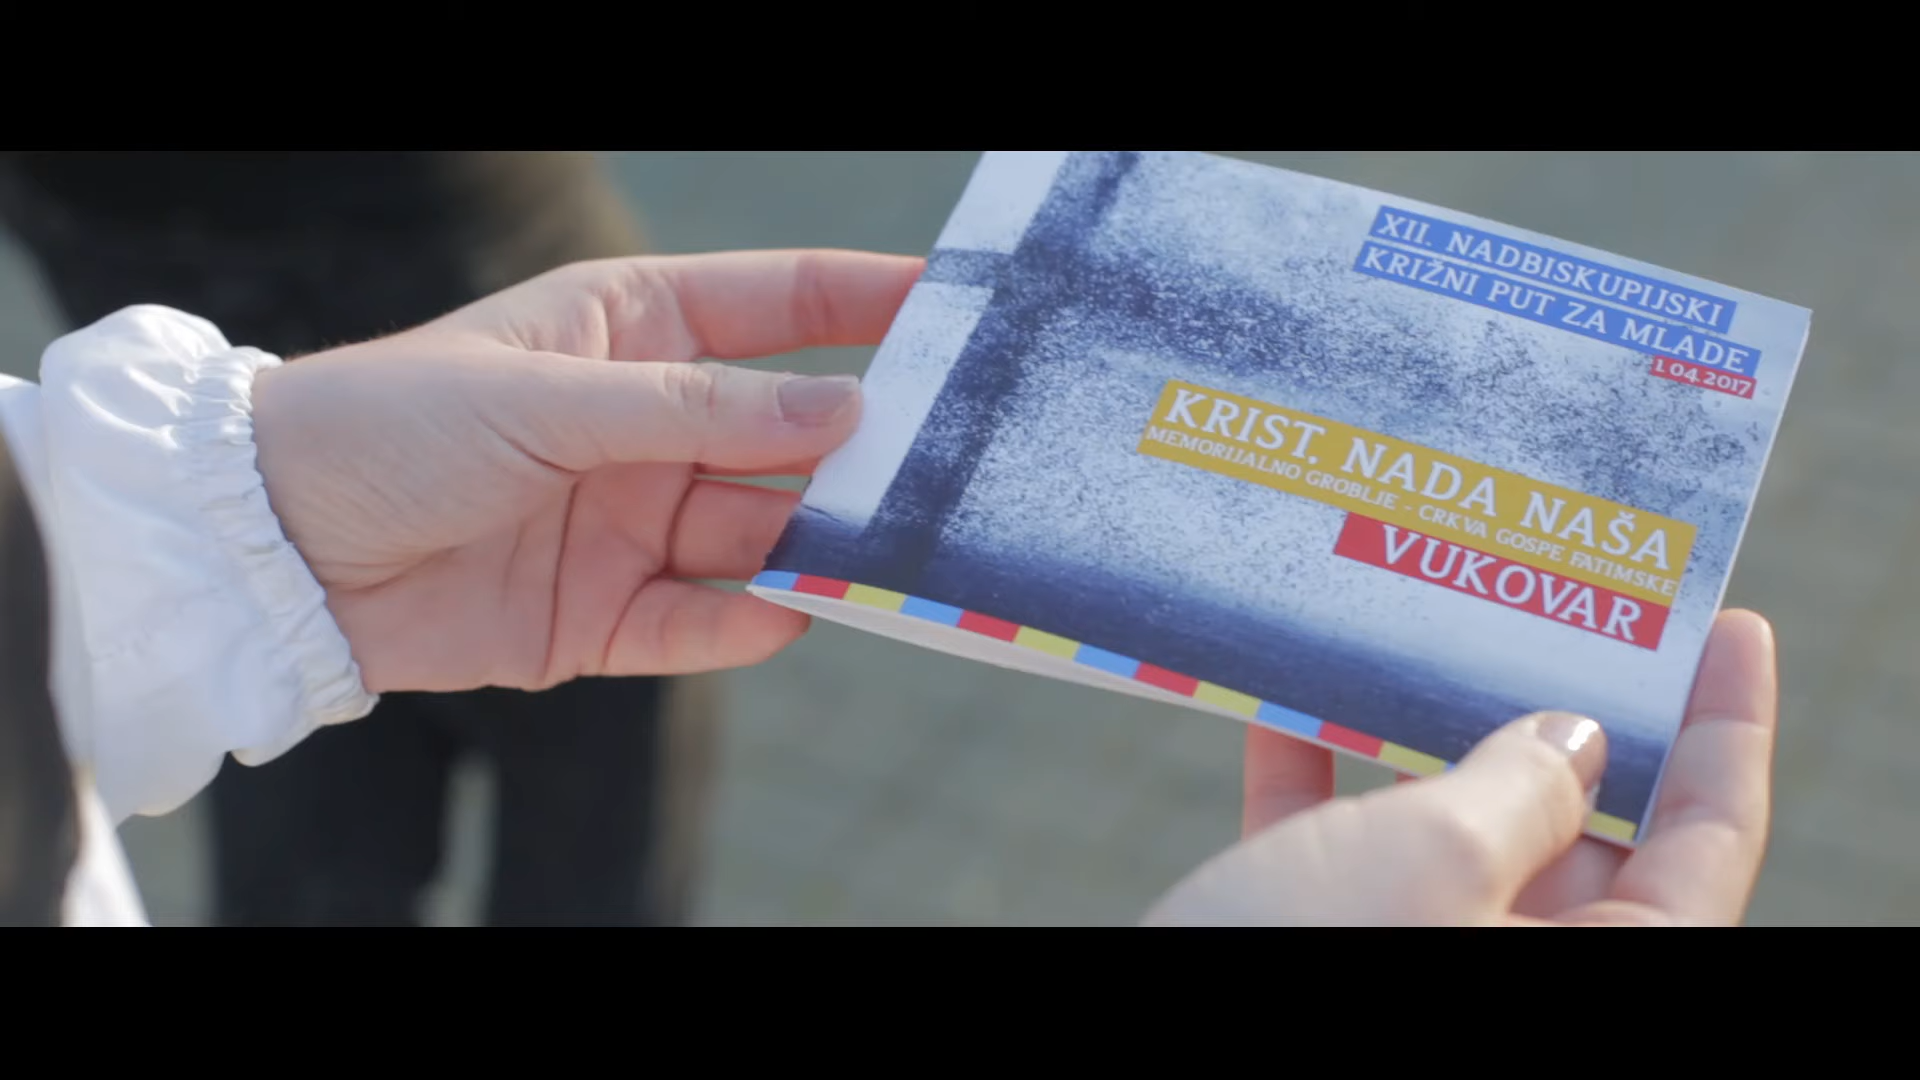 XII. NADBISKUPIJSKI
KRIŽNI PUT ZA MLADE
1.04.2017
KRIST, NADA NAŠA
MEMORIJALNO GROBLJE - CRKVA GOSPE FATIMSKE
VUKOVAR